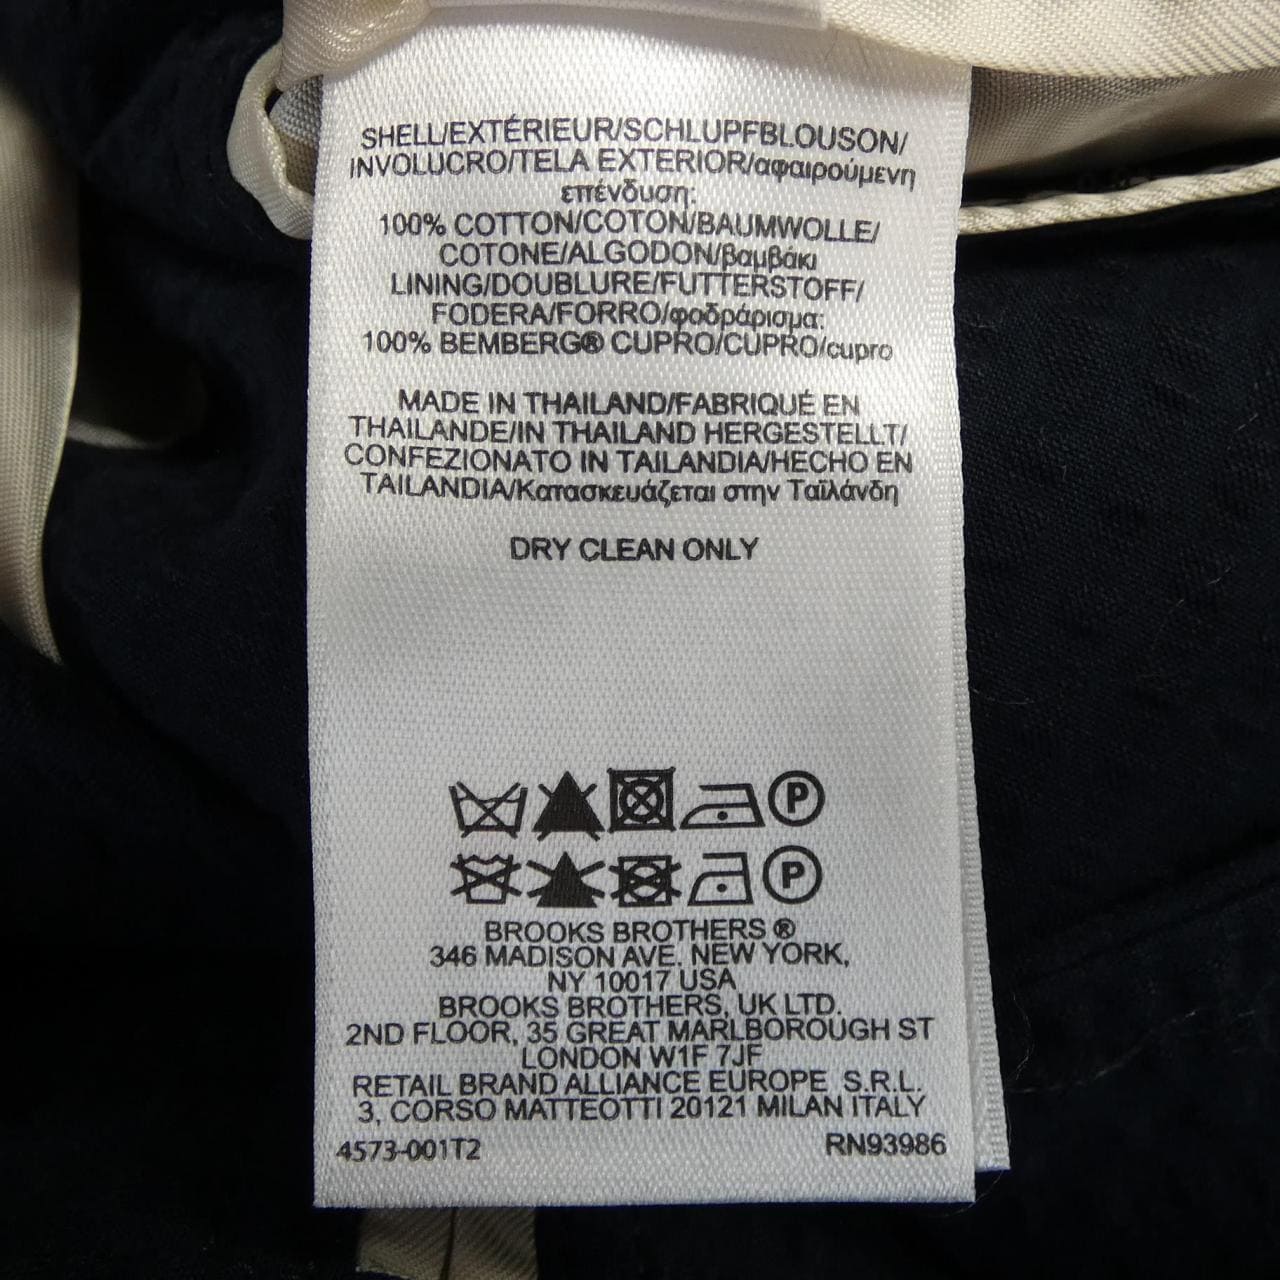 SHELL/EXTÉRIEUR/SCHLUPFBLOUSON/
INVOLUCRO/TELA EXTERIOR/αφαιρούμενη
επένδυση:
100% COTTON/COTON/BAUMWOLLE/
COTONE/ALGODON/βαμβάκι
LINING/DOUBLURE/FUTTERSTOFF/
FODERA/FORRO/φοδράρισμα:
100% BEMBERG® CUPRO/CUPRO/cupro
MADE IN THAILAND/FABRIQUÉ EN
THAILANDE/IN THAILAND HERGESTELLT/
CONFEZIONATO IN TAILANDIA/HECHO EN
TAILANDIA/Κατασκευάζεται στην Ταϊλάνδη
DRY CLEAN ONLY
P
P
BROOKS BROTHERS ®
346 MADISON AVE. NEW YORK,
NY 10017 USA
BROOKS BROTHERS, UK LTD.
2ND FLOOR, 35 GREAT MARLBOROUGH ST
LONDON W1F 7JF
RETAIL BRAND ALLIANCE EUROPE S.R.L.
3, CORSO MATTEOTTI 20121 MILAN ITALY
4573-001T2 RN93986